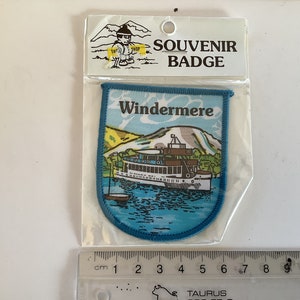 SOUVENIR
BADGE
Windermere
cm 1 2 3 4 5 6 7 8 9
TAURUS